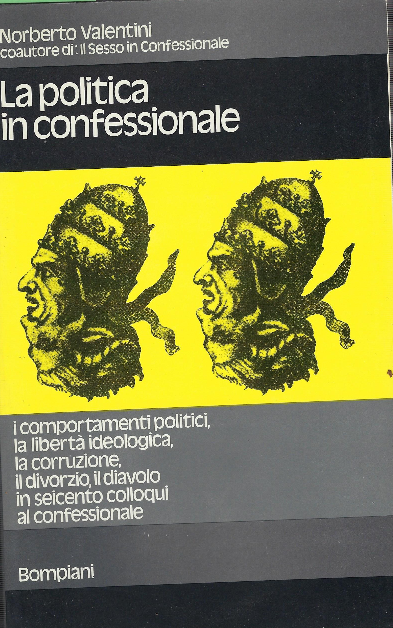 Norberto Valentini
coautore di: Il Sesso in Confessionale
La politica
in confessionale
i comportamenti politici,
la libertà ideologica,
la corruzione,
il divorzio, il diavolo
in seicento colloqui
al confessionale
Bompiani